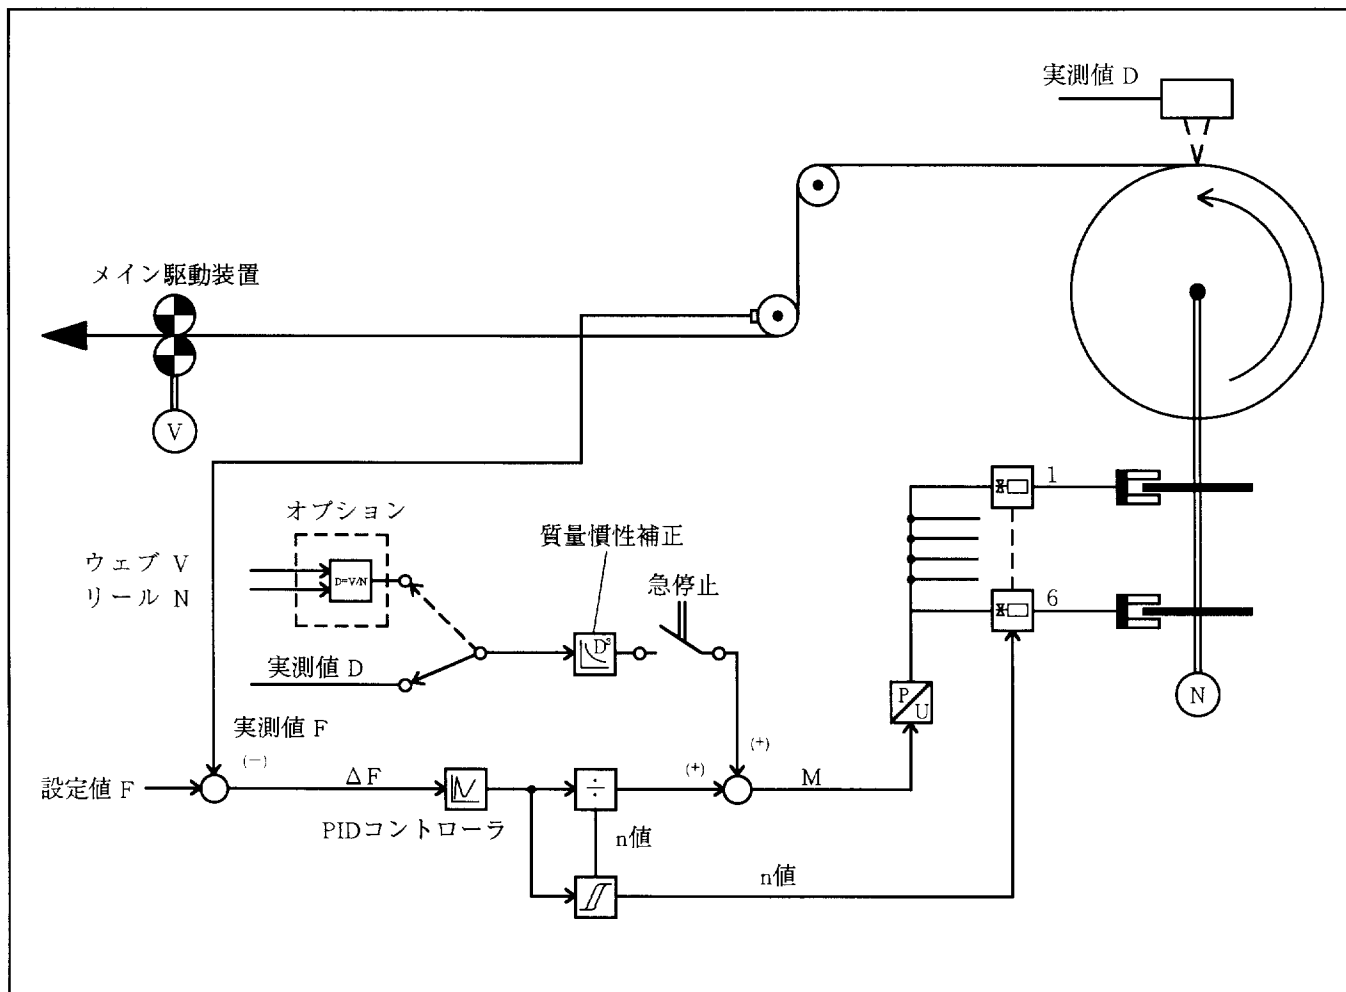 実測値 D
メイン駆動装置
V
オプション
ウェブ V
リール N
D=V/N
質量慣性補正
急停止
D³
実測値 D
1
6
N
P
U
実測値 F
(−)
(+)
(+)
設定値 F
ΔF
÷
M
PIDコントローラ
n値
n値